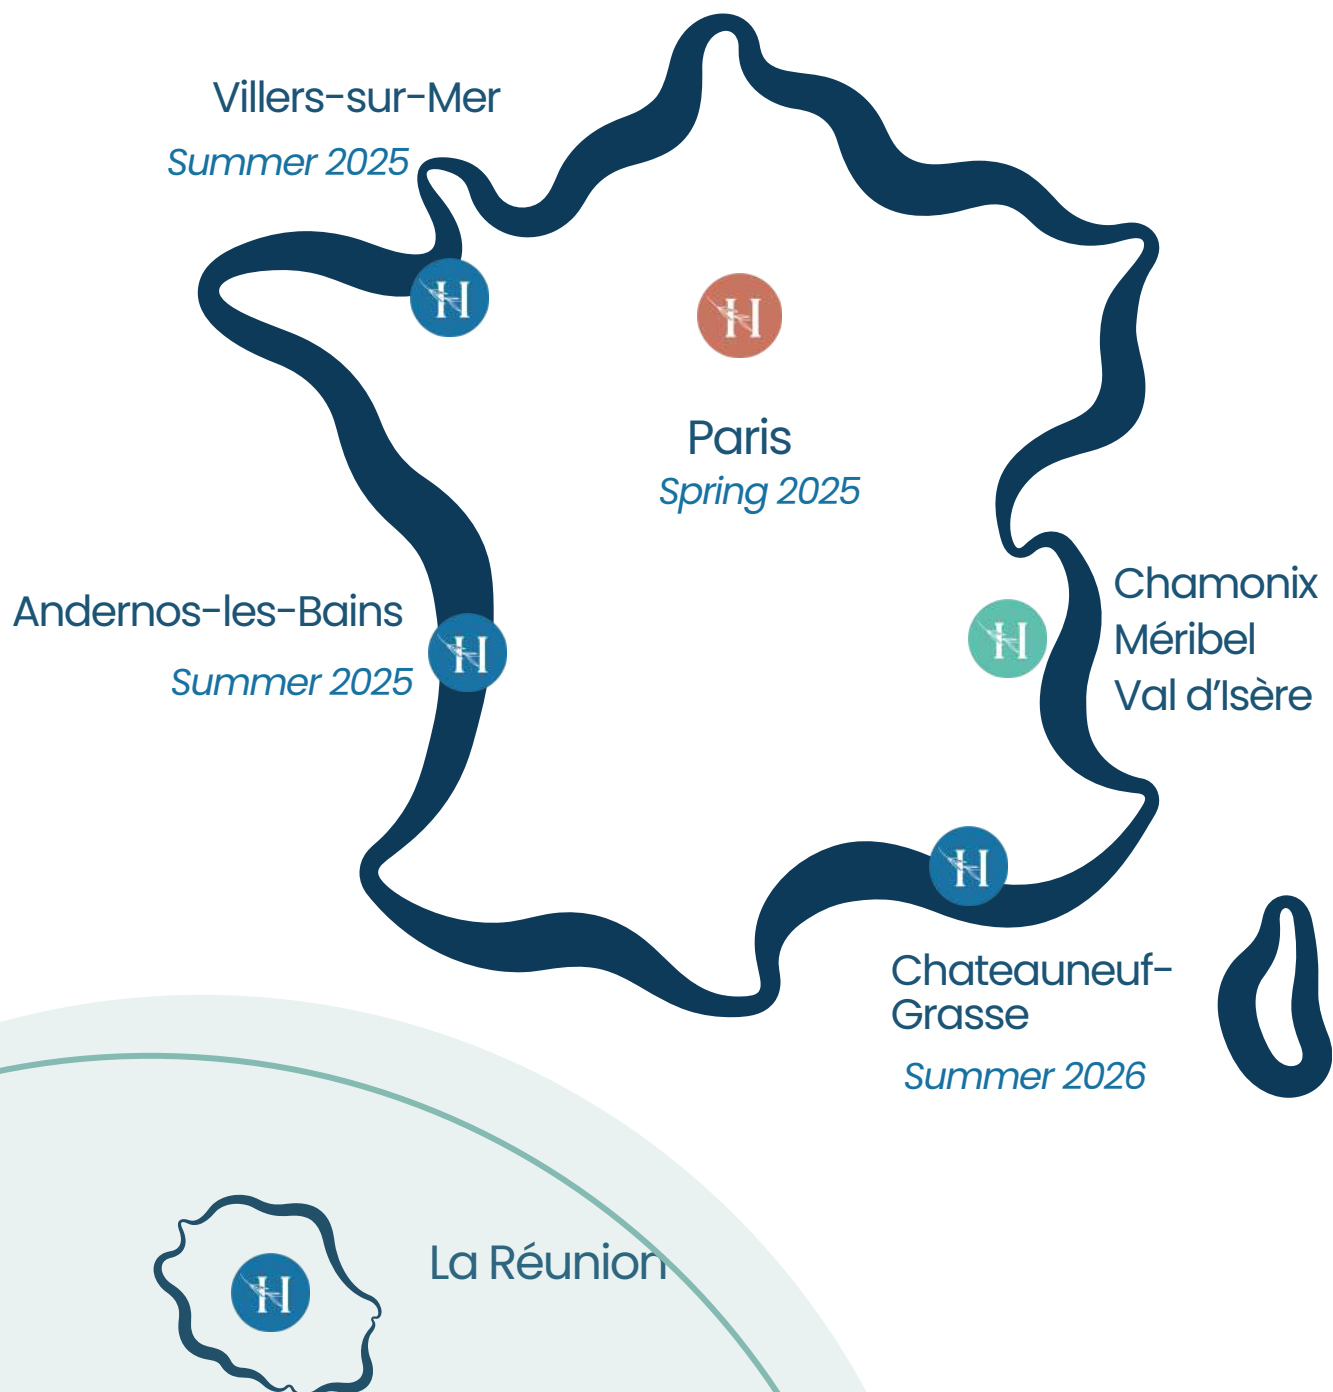 Villers-sur-Mer
Summer 2025
H
H
Paris
Spring 2025
Andernos-les-Bains
H
Summer 2025
Chamonix
H
Méribel
Val d'Isère
H
Chateauneuf-
Grasse
Summer 2026
La Réunion
H